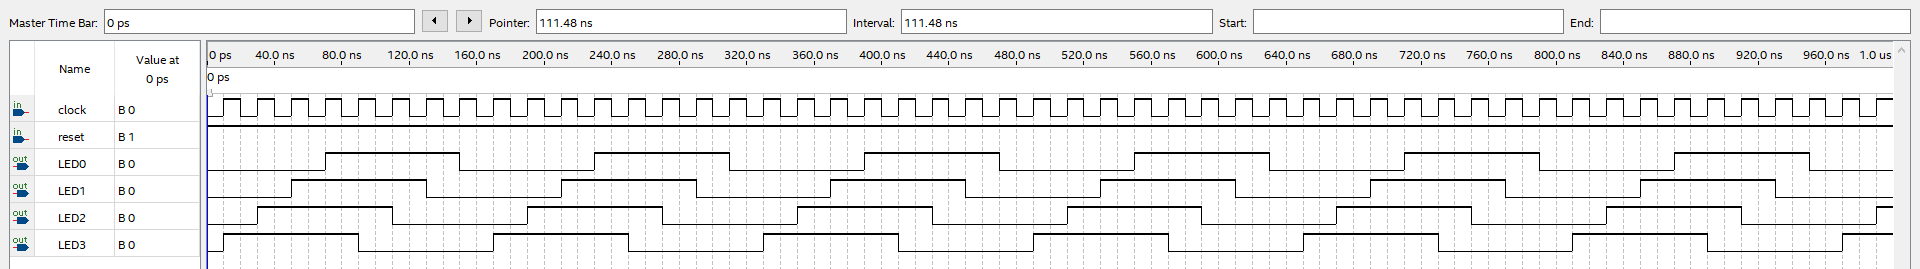 Master Time Bar: 0 ps Pointer: 111.48 ns Interval: 111.48 ns Start: End:
Name Value at 0 ps
0 ps 40.0 ns 80.0 ns 120.0 ns 160.0 ns 200.0 ns 240.0 ns 280.0 ns 320.0 ns 360.0 ns 400.0 ns 440.0 ns 480.0 ns 520.0 ns 560.0 ns 600.0 ns 640.0 ns 680.0 ns 720.0 ns 760.0 ns 800.0 ns 840.0 ns 880.0 ns 920.0 ns 960.0 ns 1.0 us
0 ps
in clock B 0
in reset B 1
out LED0 B 0
out LED1 B 0
out LED2 B 0
out LED3 B 0